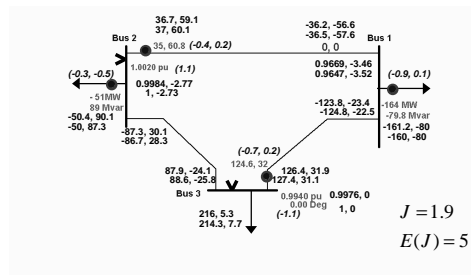 36.7, 59.1
37, 60.1
-36.2, -56.6
-36.5, -57.6
0, 0
Bus 2
Bus 1
35, 60.8 (-0.4, 0.2)
1.0020 pu (1.1)
(-0.3, -0.5)
0.9984, -2.77
1, -2.73
0.9669, -3.46
0.9647, -3.52
(-0.9, 0.1)
- 51MW
89 Mvar
-50.4, 90.1
-50, 87.3
-164 MW
-79.8 Mvar
-161.2, -80
-160, -80
-123.8, -23.4
-124.8, -22.5
-87.3, 30.1
-86.7, 28.3
(-0.7, 0.2)
124.6, 32
87.9, -24.1
88.6, -25.8
126.4, 31.9
127.4, 31.1
Bus 3
0.9940 pu
0.00 Deg
(-1.1)
0.9976, 0
1, 0
216, 5.3
214.3, 7.7
J = 1.9
E(J) = 5